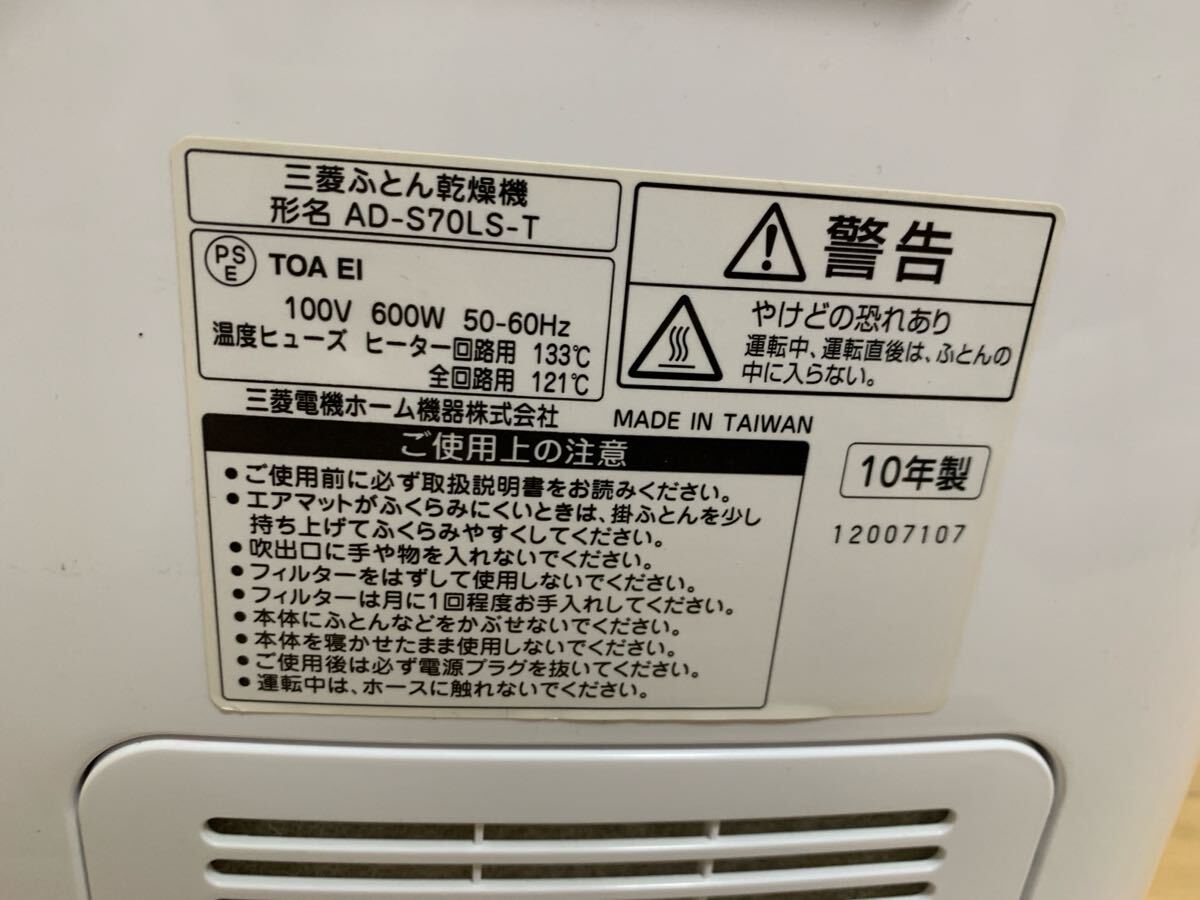 三菱ふとん乾燥機
形名 AD-S70LS-T
PS
E
TOA EI
100V 600W 50-60Hz
温度ヒューズ ヒーター回路用 133℃
全回路用 121℃
三菱電機ホーム機器株式会社
警告
やけどの恐れあり
運転中、運転直後は、ふとんの
中に入らない。
MADE IN TAIWAN
ご使用上の注意
●ご使用前に必ず取扱説明書をお読みください。
●エアマットがふくらみにくいときは、掛ふとんを少し
持ち上げてふくらみやすくしてください。
●吹出口に手や物を入れないでください。
●フィルターをはずして使用しないでください。
●フィルターは月に1回程度お手入れしてください。
●本体にふとんなどをかぶせないでください。
●本体を寝かせたまま使用しないでください。
●ご使用後は必ず電源プラグを抜いてください。
●運転中は、ホースに触れないでください。
10年製
12007107